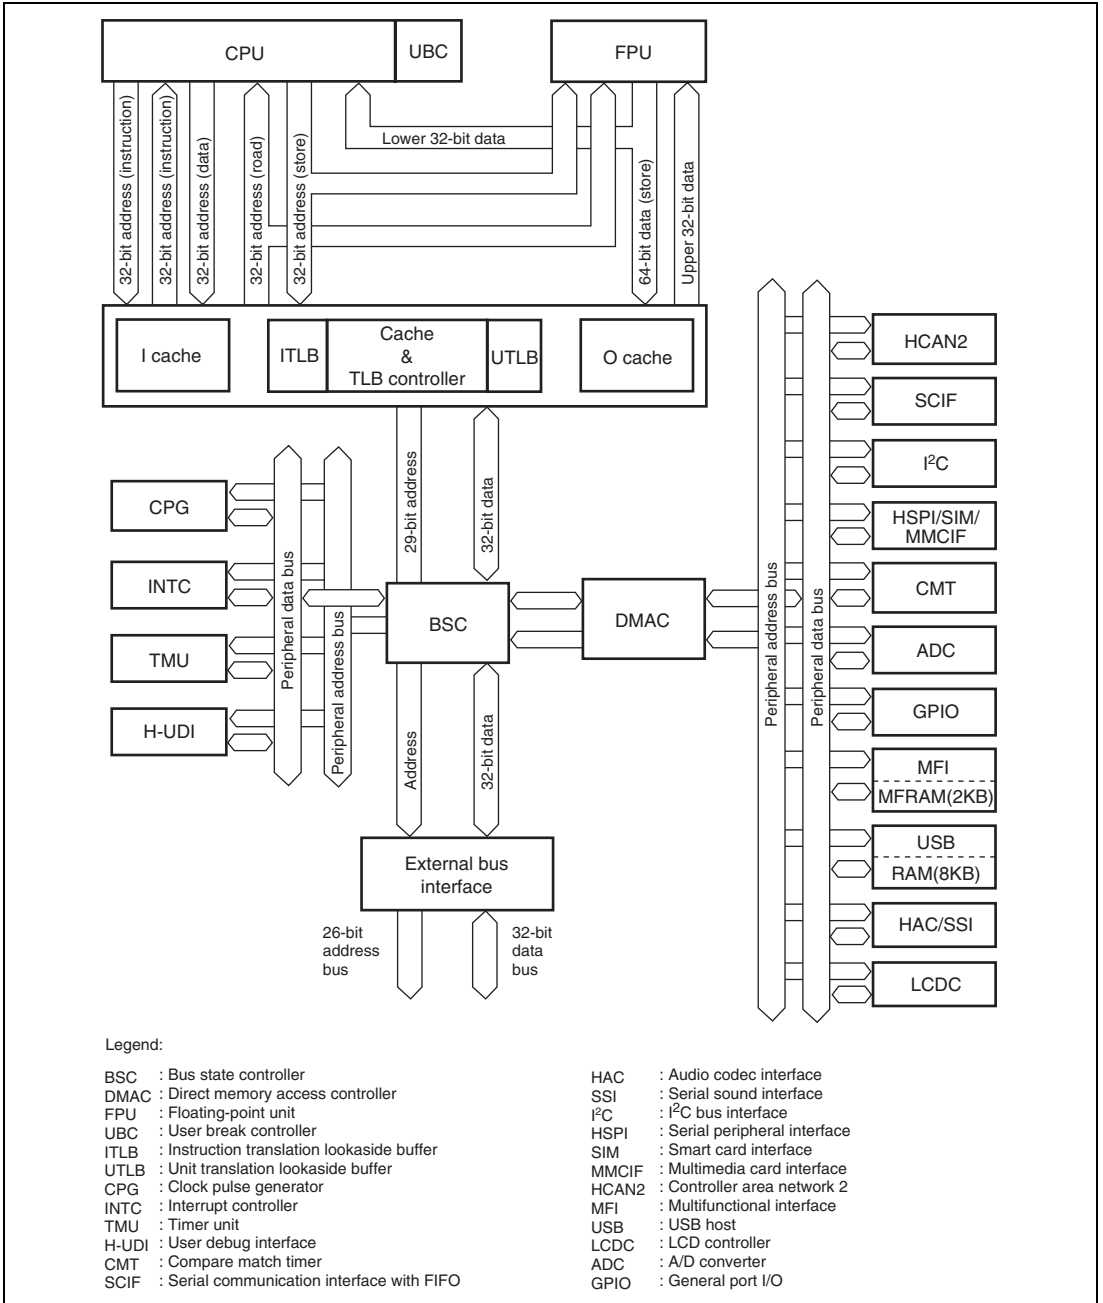 CPU
UBC
FPU
32-bit address (instruction)
32-bit address (instruction)
32-bit address (data)
32-bit address (road)
32-bit address (store)
Lower 32-bit data
64-bit data (store)
Upper 32-bit data
I cache
ITLB
Cache
&
TLB controller
UTLB
O cache
29-bit address
32-bit data
CPG
INTC
TMU
H-UDI
Peripheral data bus
Peripheral address bus
BSC
DMAC
Peripheral address bus
Peripheral data bus
HCAN2
SCIF
I²C
HSPI/SIM/
MMCIF
CMT
ADC
GPIO
MFI
MFRAM(2KB)
USB
RAM(8KB)
HAC/SSI
LCDC
Address
32-bit data
External bus
interface
26-bit
address
bus
32-bit
data
bus
Legend:
BSC : Bus state controller
DMAC : Direct memory access controller
FPU : Floating-point unit
UBC : User break controller
ITLB : Instruction translation lookaside buffer
UTLB : Unit translation lookaside buffer
CPG : Clock pulse generator
INTC : Interrupt controller
TMU : Timer unit
H-UDI : User debug interface
CMT : Compare match timer
SCIF : Serial communication interface with FIFO
HAC : Audio codec interface
SSI : Serial sound interface
I²C : I²C bus interface
HSPI : Serial peripheral interface
SIM : Smart card interface
MMCIF : Multimedia card interface
HCAN2 : Controller area network 2
MFI : Multifunctional interface
USB : USB host
LCDC : LCD controller
ADC : A/D converter
GPIO : General port I/O